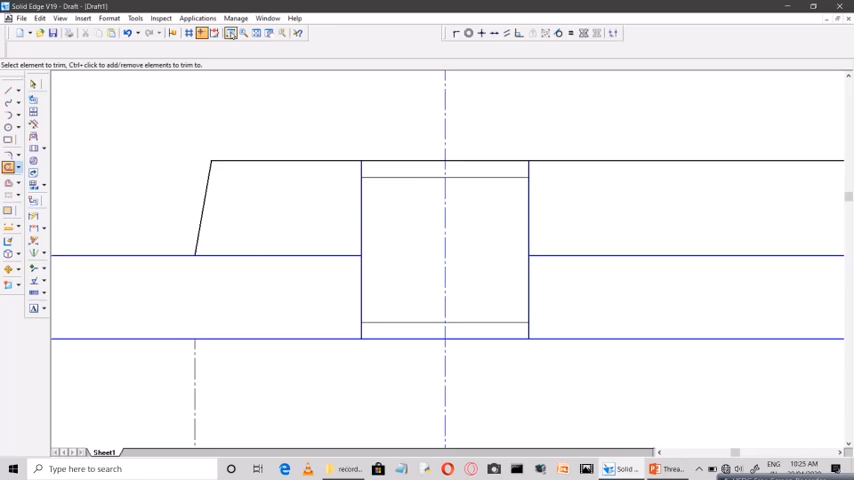 Solid Edge V19 - Draft - [Draft1]
File Edit View Insert Format Tools Inspect Applications Manage Window Help
Select element to trim, Ctrl+click to add/remove elements to trim to.
A
Sheet1
Type here to search
record...
Solid ...
Threa...
ENG
10:25 AM